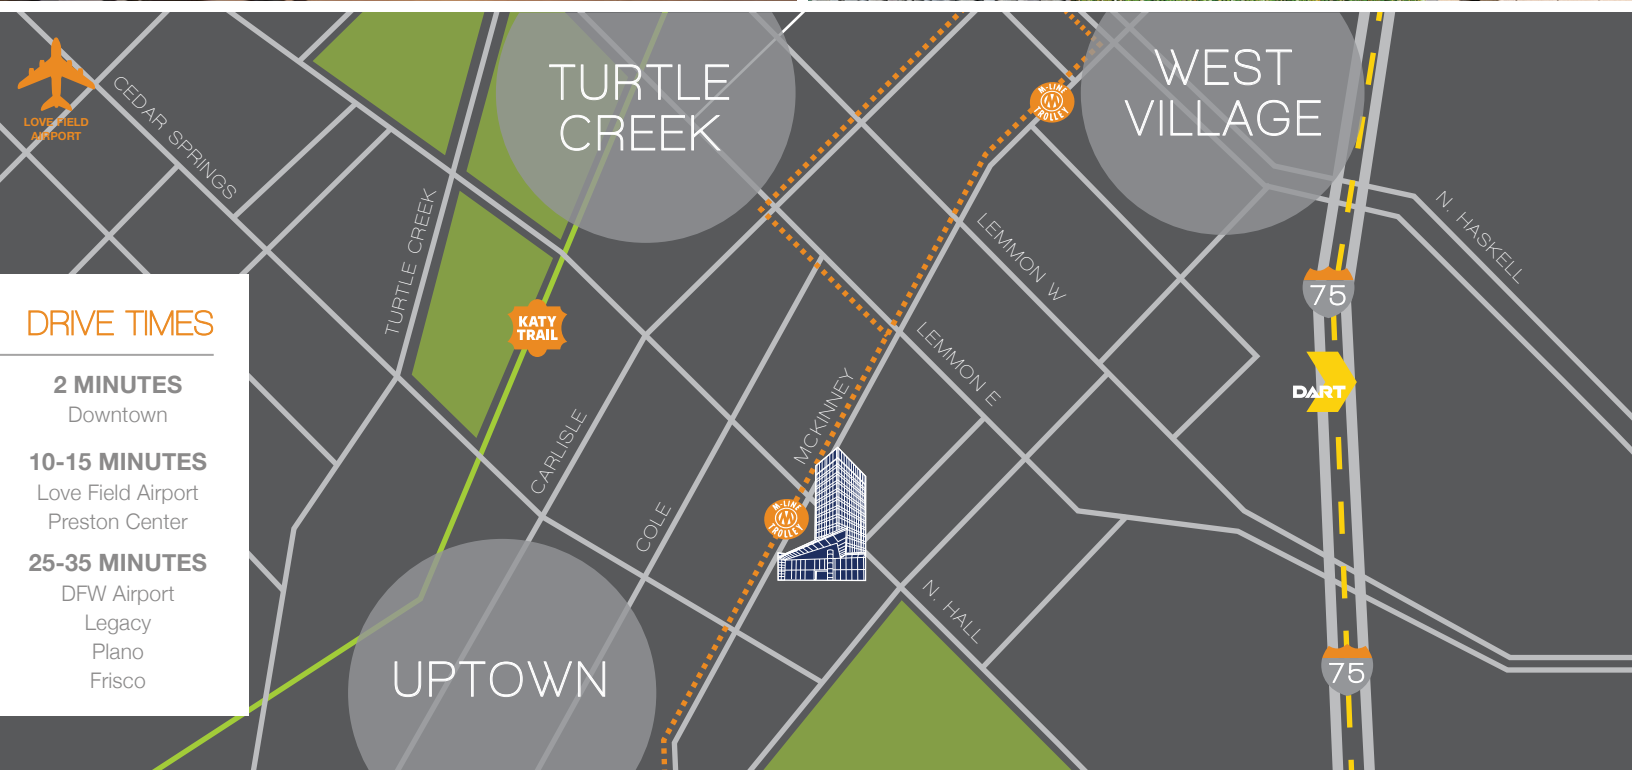 TURTLE
CREEK
WEST
VILLAGE
LOVE FIELD
AIRPORT
CEDAR SPRINGS
M-LINE
TROLLEY
TURTLE CREEK
N. HASKELL
LEMMON W
75
DRIVE TIMES
2 MINUTES
Downtown
10-15 MINUTES
Love Field Airport
Preston Center
25-35 MINUTES
DFW Airport
Legacy
Plano
Frisco
KATY
TRAIL
LEMMON E
DART
MCKINNEY
CARLISLE
COLE
M-LINE
TROLLEY
N. HALL
UPTOWN
75